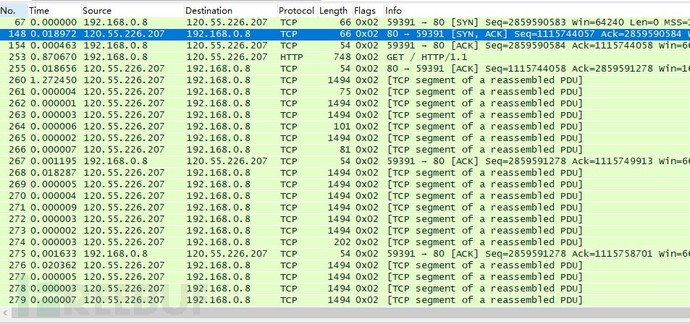 No. Time Source Destination Protocol Length Flags Info
67 0.000000 192.168.0.8 120.55.226.207 TCP 66 0x02 59391 → 80 [SYN] Seq=2859590583 Win=64240 Len=0 MSS=
148 0.018972 120.55.226.207 192.168.0.8 TCP 66 0x02 80 → 59391 [SYN, ACK] Seq=1115744057 Ack=2859590584 W
154 0.000463 192.168.0.8 120.55.226.207 TCP 54 0x02 59391 → 80 [ACK] Seq=2859590584 Ack=1115744058 Win=66
253 0.870670 192.168.0.8 120.55.226.207 HTTP 748 0x02 GET / HTTP/1.1
255 0.018656 120.55.226.207 192.168.0.8 TCP 54 0x02 80 → 59391 [ACK] Seq=1115744058 Ack=2859591278 Win=16
260 1.272450 120.55.226.207 192.168.0.8 TCP 1494 0x02 [TCP segment of a reassembled PDU]
261 0.000004 120.55.226.207 192.168.0.8 TCP 75 0x02 [TCP segment of a reassembled PDU]
262 0.000001 120.55.226.207 192.168.0.8 TCP 1494 0x02 [TCP segment of a reassembled PDU]
263 0.000003 120.55.226.207 192.168.0.8 TCP 1494 0x02 [TCP segment of a reassembled PDU]
264 0.000006 120.55.226.207 192.168.0.8 TCP 101 0x02 [TCP segment of a reassembled PDU]
265 0.000002 120.55.226.207 192.168.0.8 TCP 1494 0x02 [TCP segment of a reassembled PDU]
266 0.000007 120.55.226.207 192.168.0.8 TCP 81 0x02 [TCP segment of a reassembled PDU]
267 0.001195 192.168.0.8 120.55.226.207 TCP 54 0x02 59391 → 80 [ACK] Seq=2859591278 Ack=1115749913 Win=66
268 0.018287 120.55.226.207 192.168.0.8 TCP 1494 0x02 [TCP segment of a reassembled PDU]
269 0.000005 120.55.226.207 192.168.0.8 TCP 1494 0x02 [TCP segment of a reassembled PDU]
270 0.000004 120.55.226.207 192.168.0.8 TCP 1494 0x02 [TCP segment of a reassembled PDU]
271 0.000009 120.55.226.207 192.168.0.8 TCP 1494 0x02 [TCP segment of a reassembled PDU]
272 0.000003 120.55.226.207 192.168.0.8 TCP 1494 0x02 [TCP segment of a reassembled PDU]
273 0.000002 120.55.226.207 192.168.0.8 TCP 1494 0x02 [TCP segment of a reassembled PDU]
274 0.000003 120.55.226.207 192.168.0.8 TCP 202 0x02 [TCP segment of a reassembled PDU]
275 0.001633 192.168.0.8 120.55.226.207 TCP 54 0x02 59391 → 80 [ACK] Seq=2859591278 Ack=1115758701 Win=66
276 0.020362 120.55.226.207 192.168.0.8 TCP 1494 0x02 [TCP segment of a reassembled PDU]
277 0.000005 120.55.226.207 192.168.0.8 TCP 1494 0x02 [TCP segment of a reassembled PDU]
278 0.000003 120.55.226.207 192.168.0.8 TCP 1494 0x02 [TCP segment of a reassembled PDU]
279 0.000007 120.55.226.207 192.168.0.8 TCP 1494 0x02 [TCP segment of a reassembled PDU]